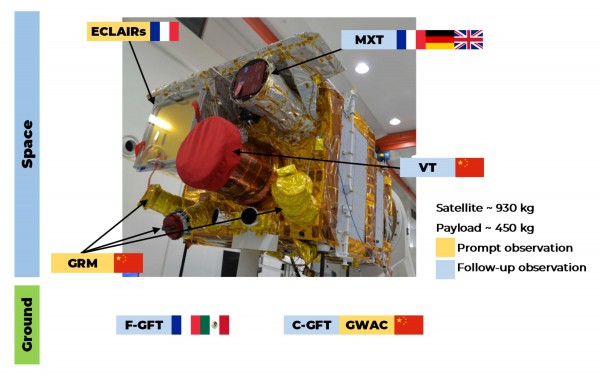 ECLAIRs
MXT
Space
VT
Satellite ~ 930 kg
Payload ~ 450 kg
Prompt observation
Follow-up observation
GRM
Ground
F-GFT
C-GFT GWAC